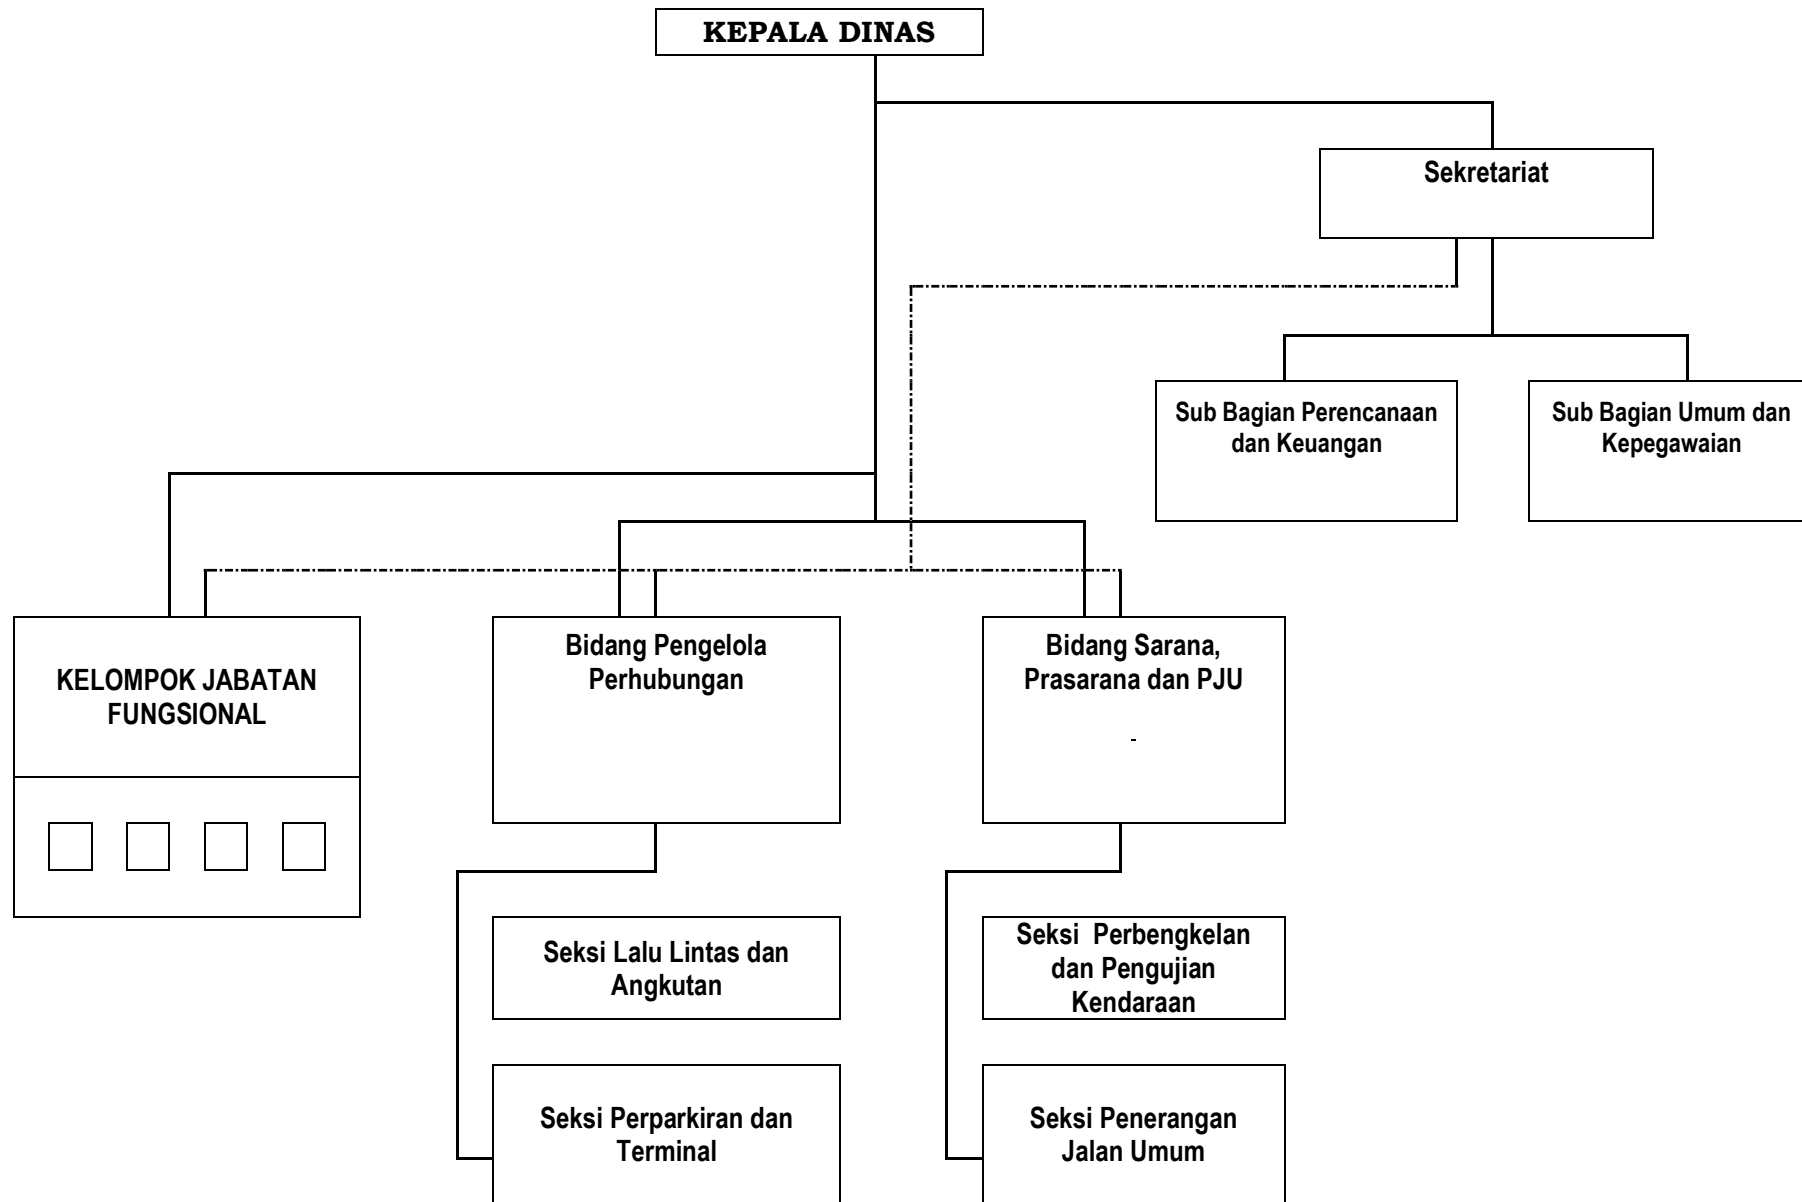 KEPALA DINAS
Sekretariat
Sub Bagian Perencanaan
dan Keuangan
Sub Bagian Umum dan
Kepegawaian
KELOMPOK JABATAN
FUNGSIONAL
Bidang Pengelola
Perhubungan
Bidang Sarana,
Prasarana dan PJU
-
Seksi Lalu Lintas dan
Angkutan
Seksi  Perbengkelan
dan Pengujian
Kendaraan
Seksi Perparkiran dan
Terminal
Seksi Penerangan
Jalan Umum